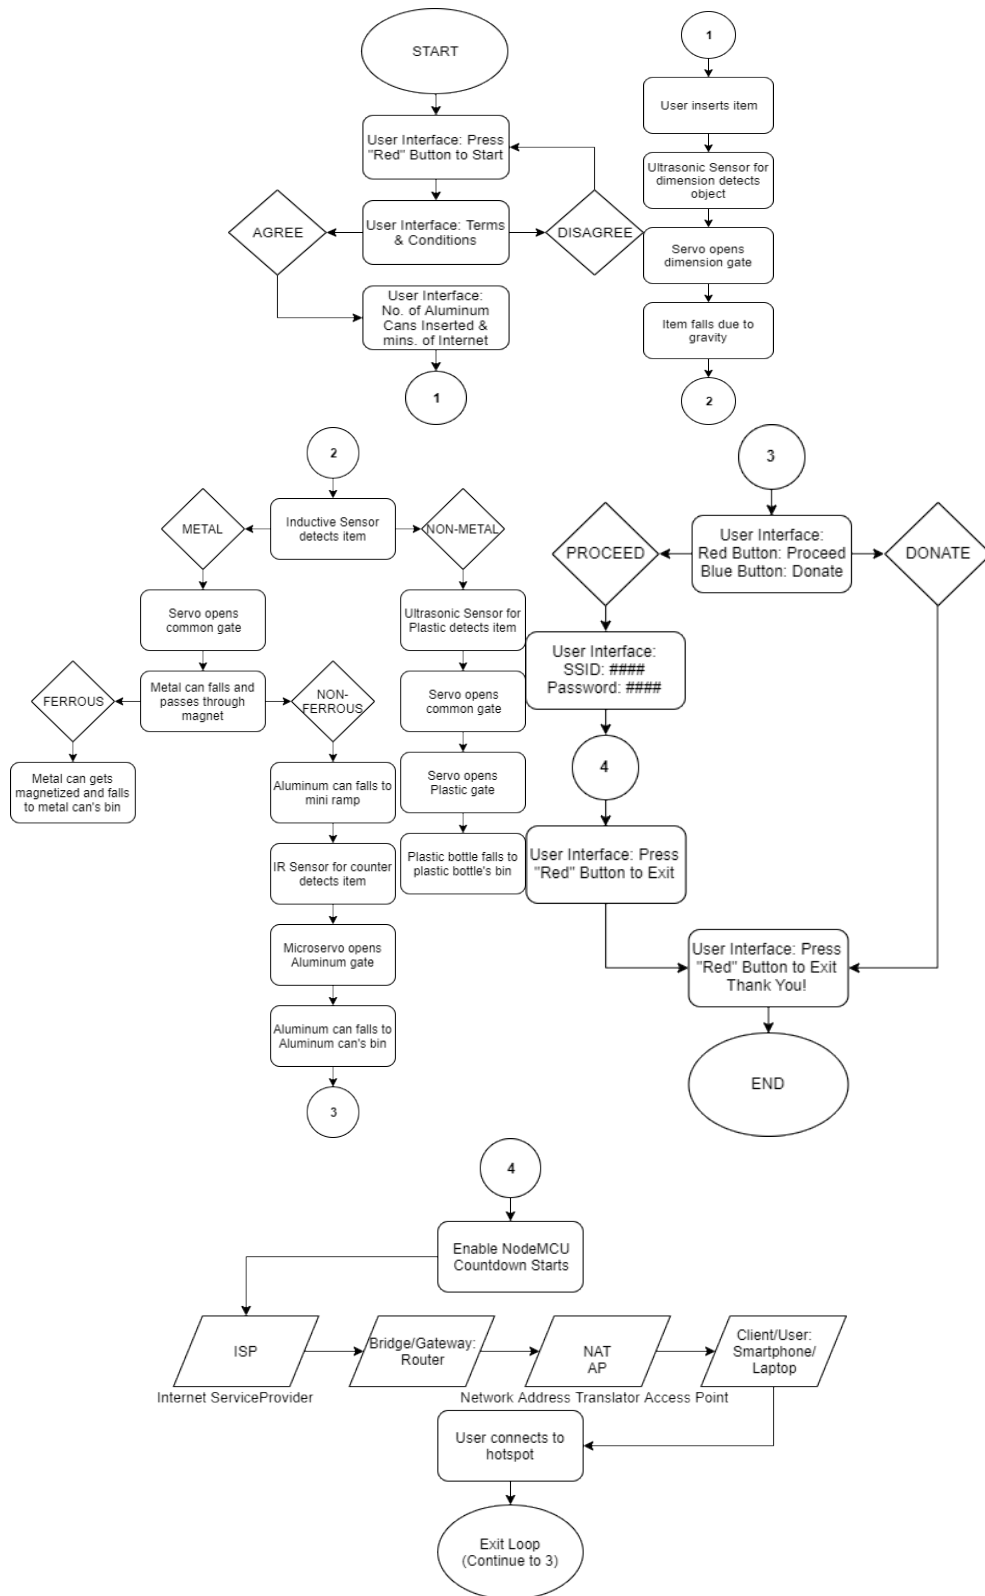 START
User Interface: Press
"Red" Button to Start
AGREE
User Interface: Terms
& Conditions
DISAGREE
User Interface:
No. of Aluminum
Cans Inserted &
mins. of Internet
1
1
User inserts item
Ultrasonic Sensor for
dimension detects
object
Servo opens
dimension gate
Item falls due to
gravity
2
2
METAL
Inductive Sensor
detects item
NON-METAL
Servo opens
common gate
FERROUS
Metal can falls and
passes through
magnet
NON-
FERROUS
Metal can gets
magnetized and falls
to metal can's bin
Aluminum can falls to
mini ramp
IR Sensor for counter
detects item
Microservo opens
Aluminum gate
Aluminum can falls to
Aluminum can's bin
3
Ultrasonic Sensor for
Plastic detects item
Servo opens
common gate
Servo opens
Plastic gate
Plastic bottle falls to
plastic bottle's bin
3
PROCEED
User Interface:
Red Button: Proceed
Blue Button: Donate
DONATE
User Interface:
SSID: ####
Password: ####
4
User Interface: Press
"Red" Button to Exit
User Interface: Press
"Red" Button to Exit
Thank You!
END
4
Enable NodeMCU
Countdown Starts
ISP
Internet ServiceProvider
Bridge/Gateway:
Router
NAT
AP
Network Address Translator Access Point
Client/User:
Smartphone/
Laptop
User connects to
hotspot
Exit Loop
(Continue to 3)